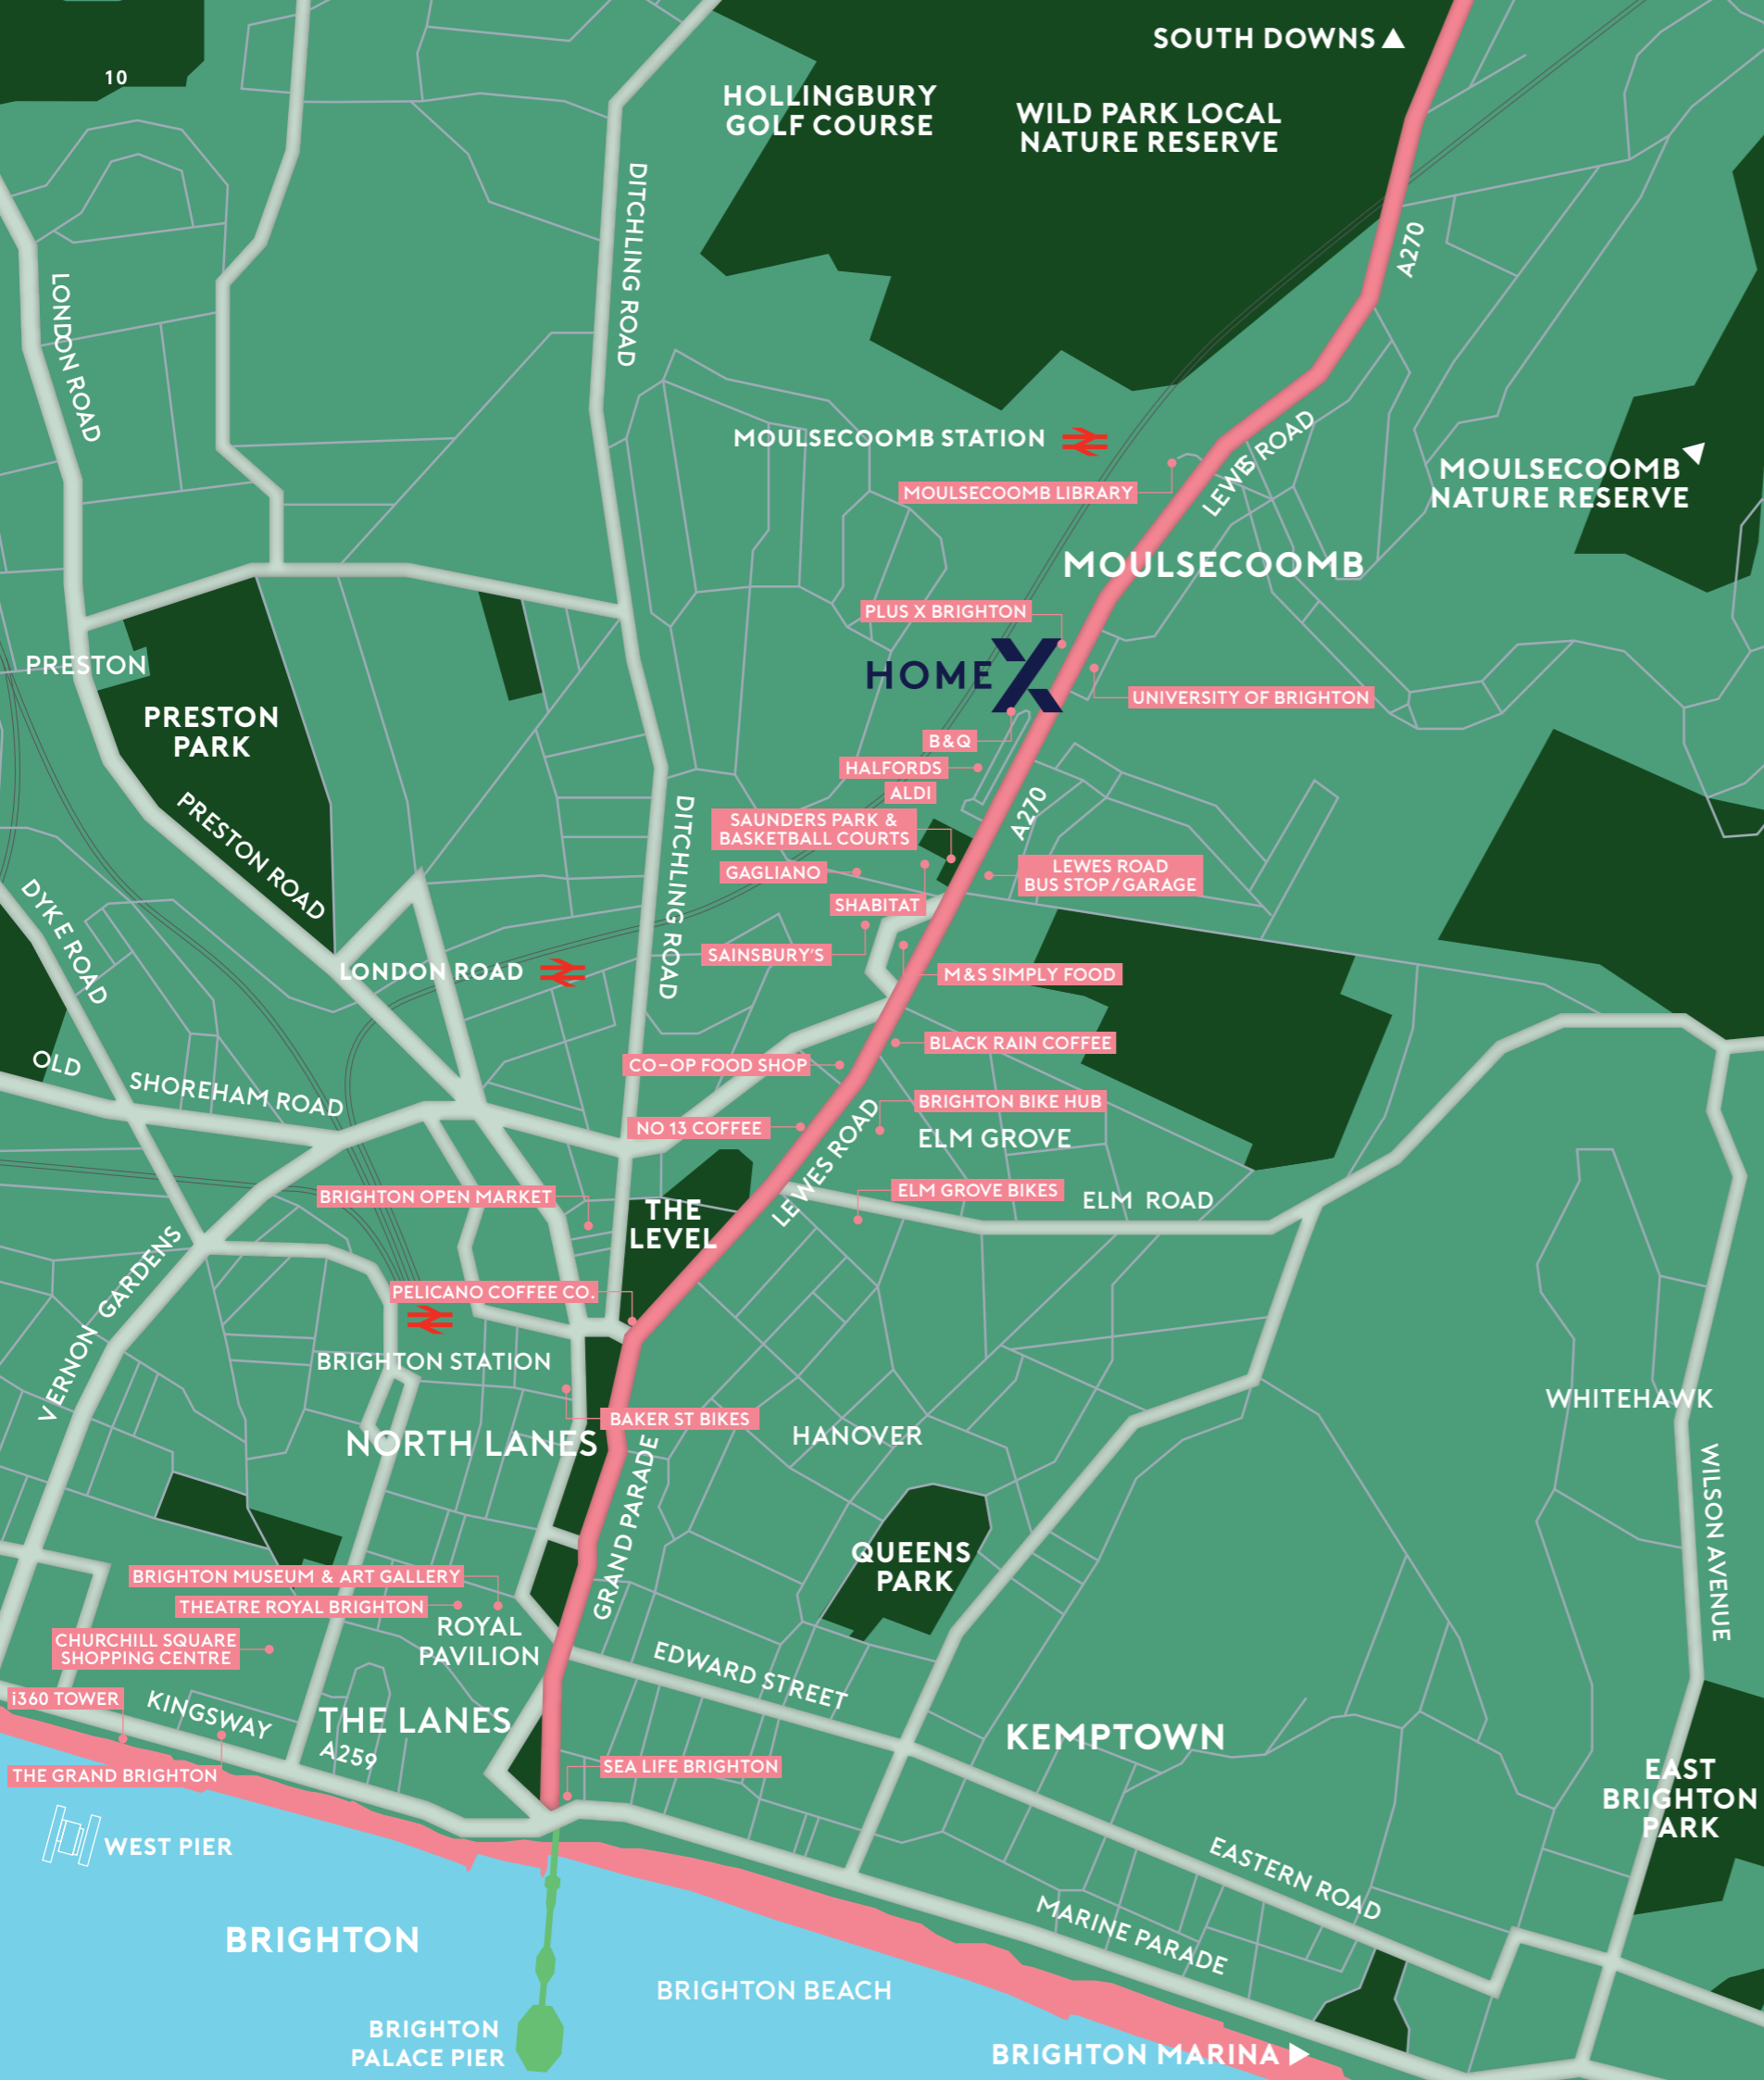 SOUTH DOWNS
10
HOLLINGBURY
GOLF COURSE
WILD PARK LOCAL
NATURE RESERVE
DITCHLING ROAD
A270
LONDON ROAD
MOULSECOOMB STATION
LEWES ROAD
MOULSECOOMB
NATURE RESERVE
MOULSECOOMB LIBRARY
MOULSECOOMB
PLUS X BRIGHTON
PRESTON
HOME X
UNIVERSITY OF BRIGHTON
PRESTON
PARK
B&Q
HALFORDS
ALDI
A270
PRESTON ROAD
DITCHLING ROAD
SAUNDERS PARK &
BASKETBALL COURTS
GAGLIANO
LEWES ROAD
BUS STOP/GARAGE
SHABITAT
DYKE ROAD
SAINSBURY'S
LONDON ROAD
M&S SIMPLY FOOD
BLACK RAIN COFFEE
CO-OP FOOD SHOP
OLD
SHOREHAM ROAD
BRIGHTON BIKE HUB
NO 13 COFFEE
LEWES ROAD
ELM GROVE
ELM GROVE BIKES
BRIGHTON OPEN MARKET
ELM ROAD
THE
LEVEL
VERNON GARDENS
PELICANO COFFEE CO.
BRIGHTON STATION
WHITEHAWK
BAKER ST BIKES
NORTH LANES
HANOVER
GRAND PARADE
WILSON AVENUE
QUEENS
PARK
BRIGHTON MUSEUM & ART GALLERY
THEATRE ROYAL BRIGHTON
ROYAL
PAVILION
CHURCHILL SQUARE
SHOPPING CENTRE
EDWARD STREET
i360 TOWER
KINGSWAY
THE LANES
A259
KEMPTOWN
SEA LIFE BRIGHTON
THE GRAND BRIGHTON
EAST
BRIGHTON
PARK
WEST PIER
EASTERN ROAD
MARINE PARADE
BRIGHTON
BRIGHTON BEACH
BRIGHTON
PALACE PIER
BRIGHTON MARINA